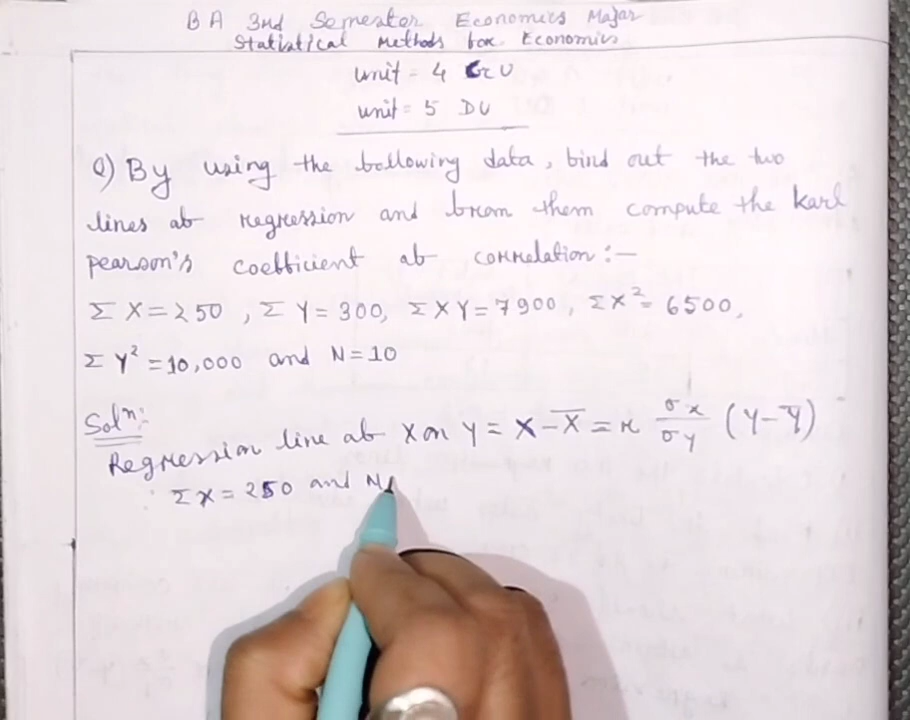 BA 3rd Semester Economics Major
Statistical Methods for Economics
unit = 4 GU
unit = 5 DU
Q) By using the following data, find out the two
lines of regression and from them compute the karl
pearson's coefficient of correlation :-
Σ X = 250 , Σ Y = 300, Σ XY = 7900 , ΣX² = 6500,
Σ Y² = 10,000 and N = 10
Solⁿ:-
Regression line of X on Y = X - X̅ = r σx/σy (Y - Y̅)
Σ X = 250 and N